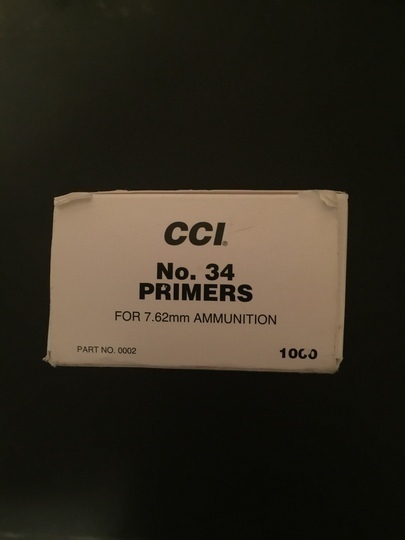 CCI®
No. 34
PRIMERS
FOR 7.62mm AMMUNITION
PART NO. 0002
1000